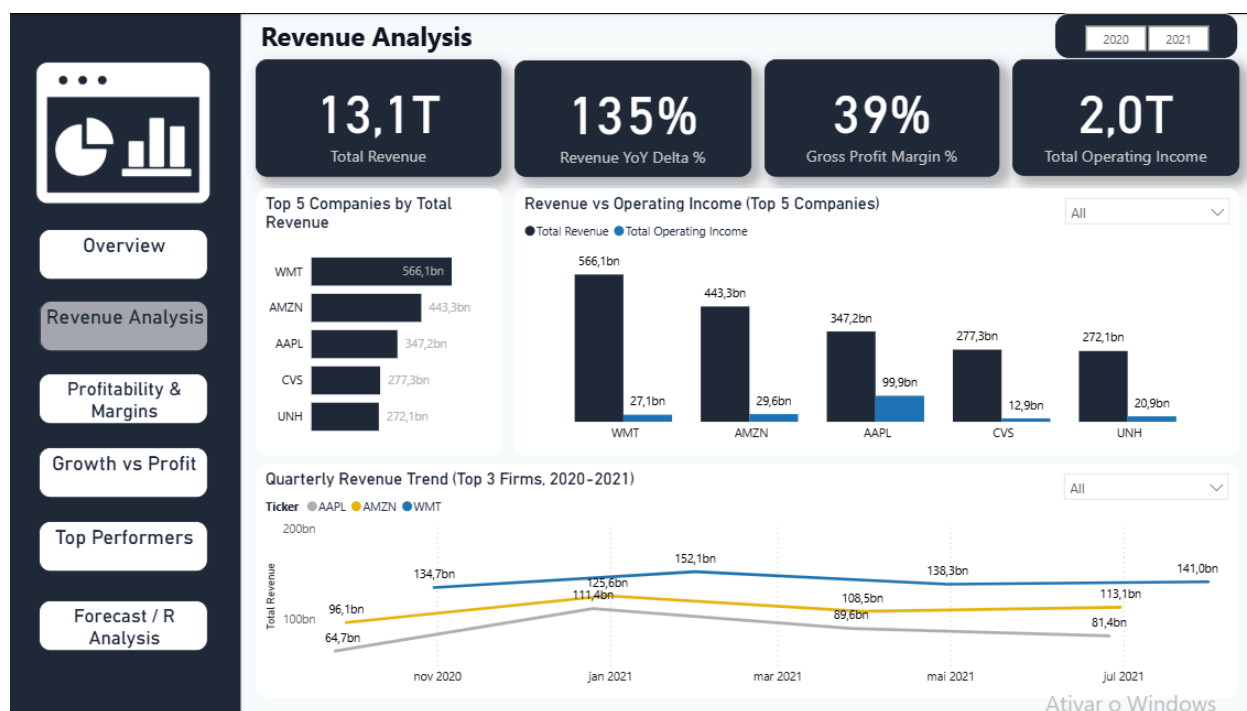 Revenue Analysis
2020
2021
13,1T
Total Revenue
135%
Revenue YoY Delta %
39%
Gross Profit Margin %
2,0T
Total Operating Income
Overview
Revenue Analysis
Profitability &
Margins
Growth vs Profit
Top Performers
Forecast / R
Analysis
Top 5 Companies by Total
Revenue
WMT
566,1bn
AMZN
443,3bn
AAPL
347,2bn
CVS
277,3bn
UNH
272,1bn
Revenue vs Operating Income (Top 5 Companies)
All
Total Revenue
Total Operating Income
566,1bn
27,1bn
443,3bn
29,6bn
347,2bn
99,9bn
277,3bn
12,9bn
272,1bn
20,9bn
WMT
AMZN
AAPL
CVS
UNH
Quarterly Revenue Trend (Top 3 Firms, 2020-2021)
All
Ticker
AAPL
AMZN
WMT
Total Revenue
200bn
100bn
134,7bn
152,1bn
138,3bn
141,0bn
96,1bn
125,6bn
108,5bn
113,1bn
64,7bn
111,4bn
89,6bn
81,4bn
nov 2020
jan 2021
mar 2021
mai 2021
jul 2021
Ativar o Windows